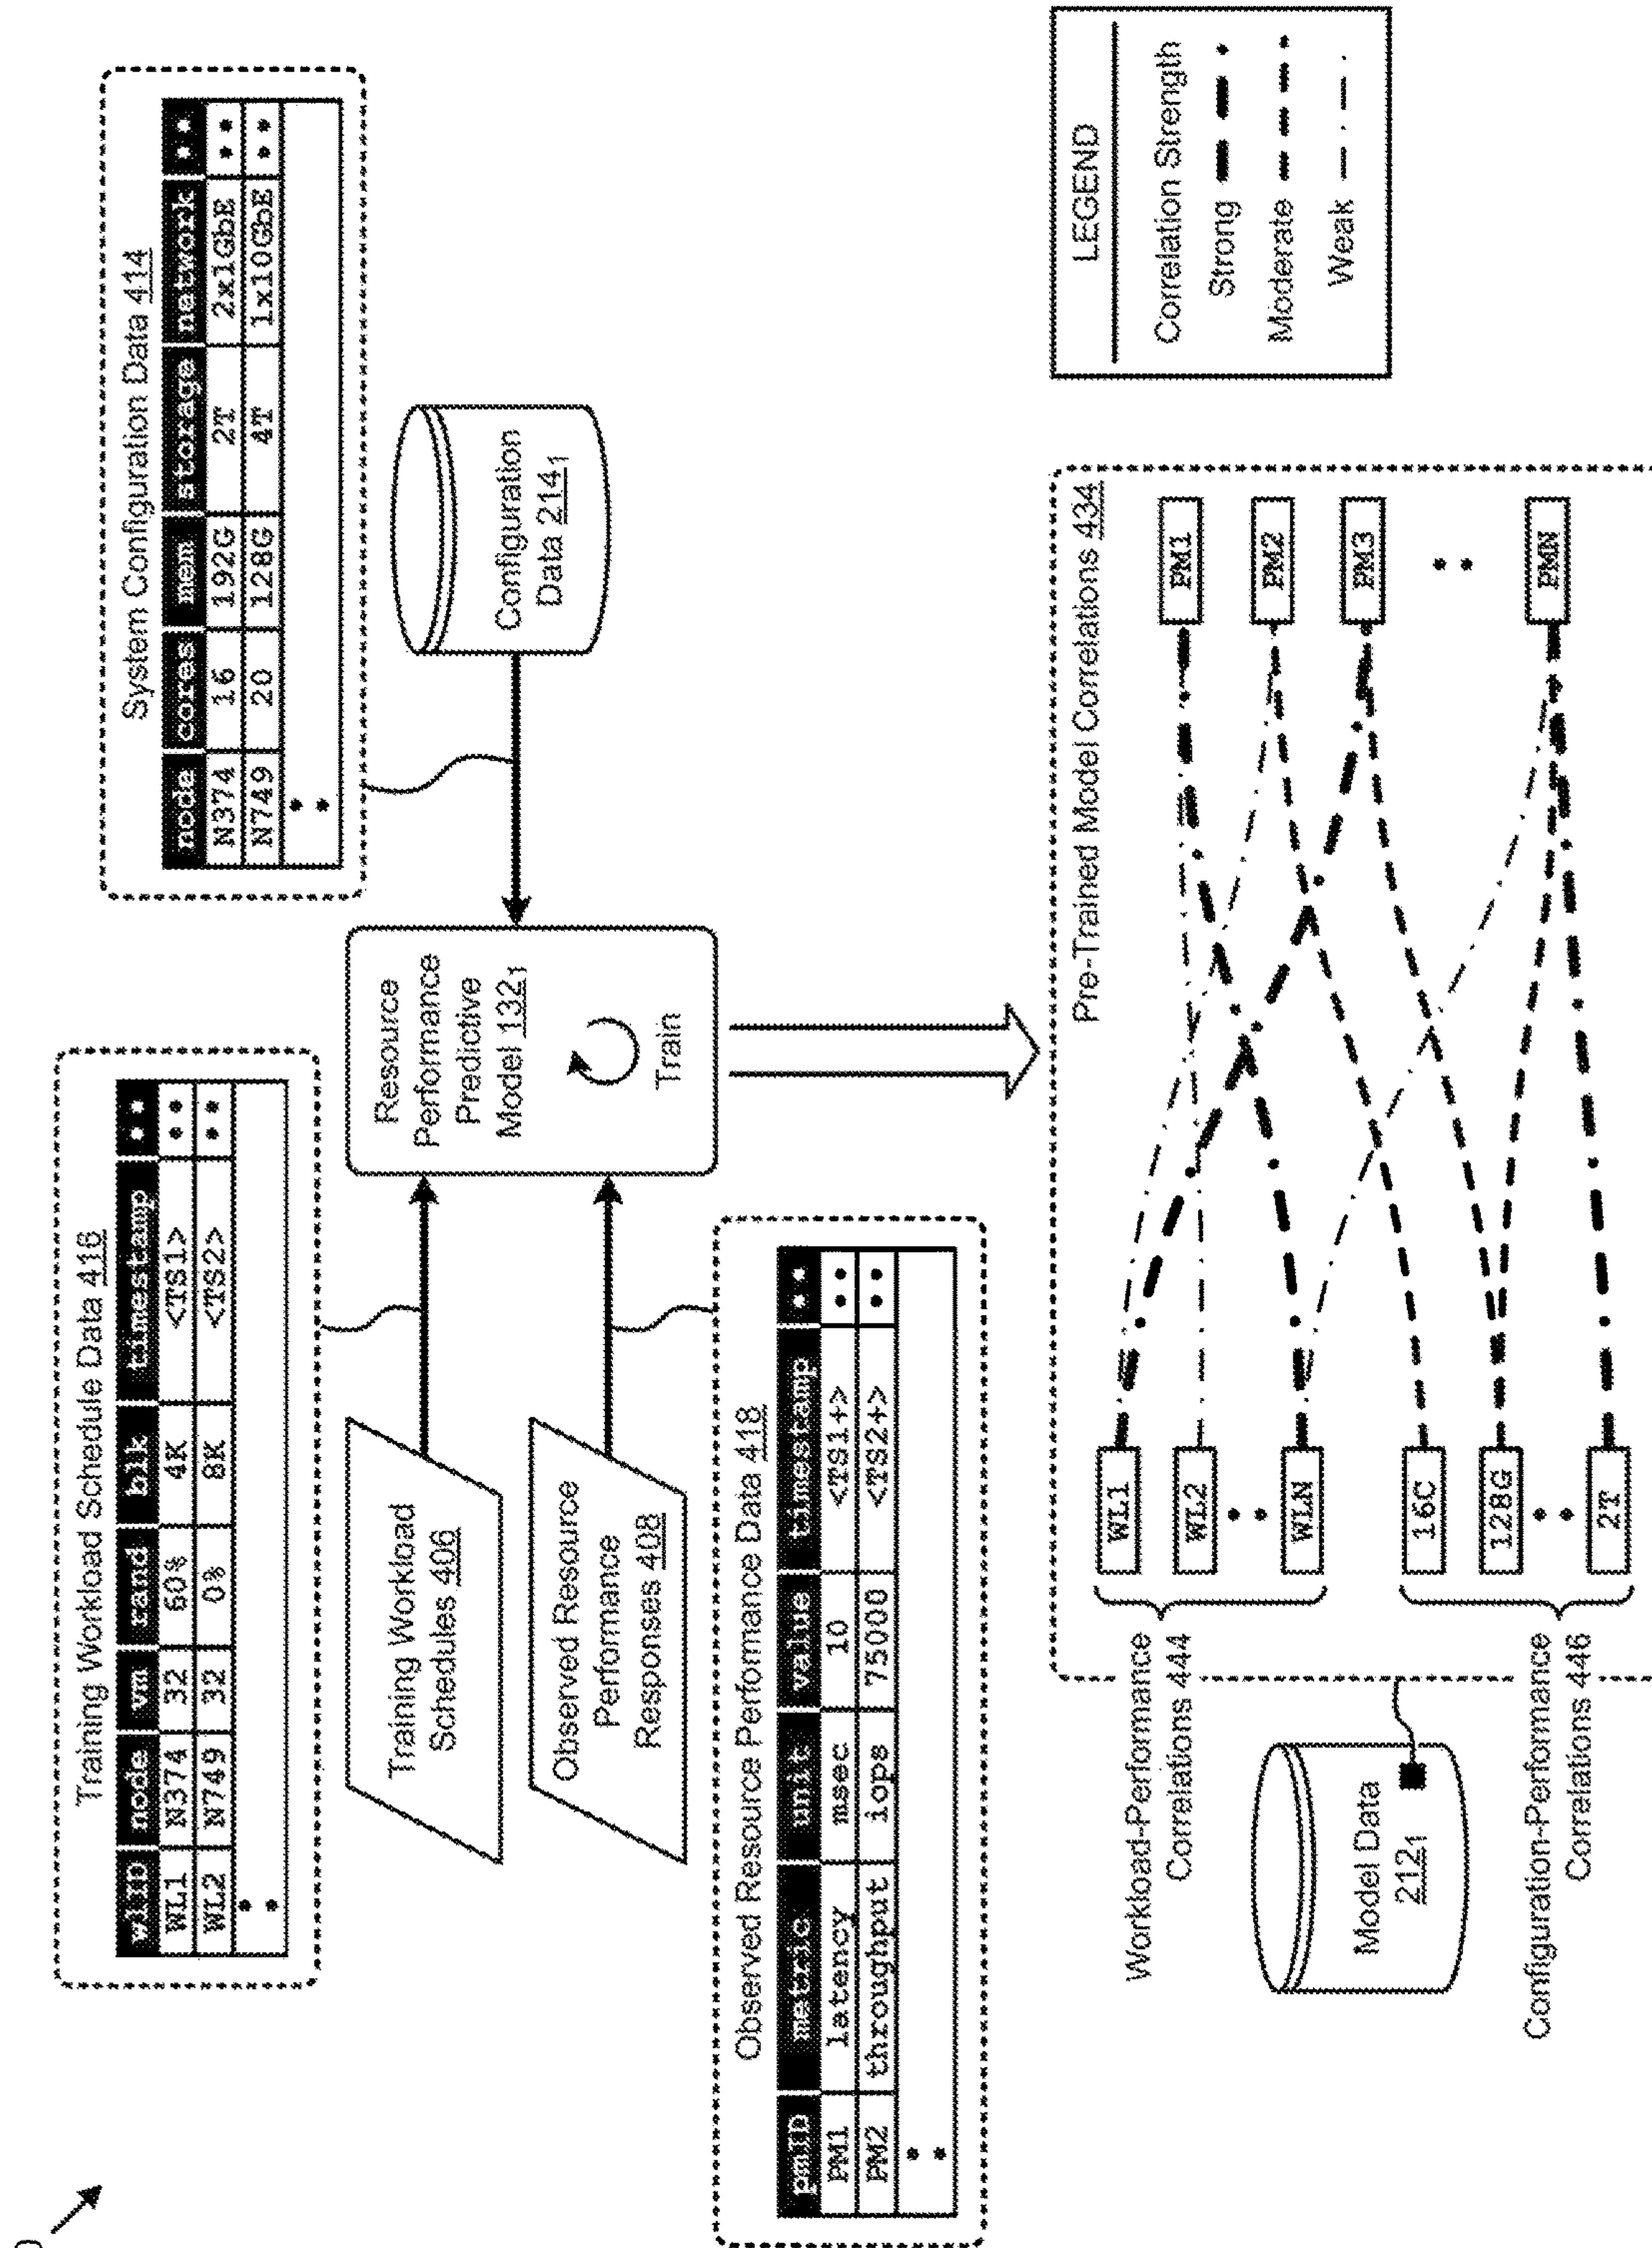 Training Workload Schedule Data 416
wlID node vm rand blk timestamp
WL1 N374 32 60% 4K <TS1>
WL2 N749 32 0% 8K <TS2>
System Configuration Data 414
node cores mem storage network
N374 16 192G 2T 2x1GbE
N749 20 128G 4T 1x10GbE
Training Workload
Schedules 406
Observed Resource
Performance
Responses 408
Resource
Performance
Predictive
Model 132₁
Train
Configuration
Data 214₁
Observed Resource Performance Data 418
pmID metric unit value timestamp
PM1 latency msec 10 <TS1+>
PM2 throughput iops 75000 <TS2+>
Pre-Trained Model Correlations 434
Workload-Performance
Correlations 444
WL1
WL2
WLN
Configuration-Performance
Correlations 446
16C
128G
2T
PM1
PM2
PM3
PMN
Model Data
212₁
LEGEND
Correlation Strength
Strong
Moderate
Weak